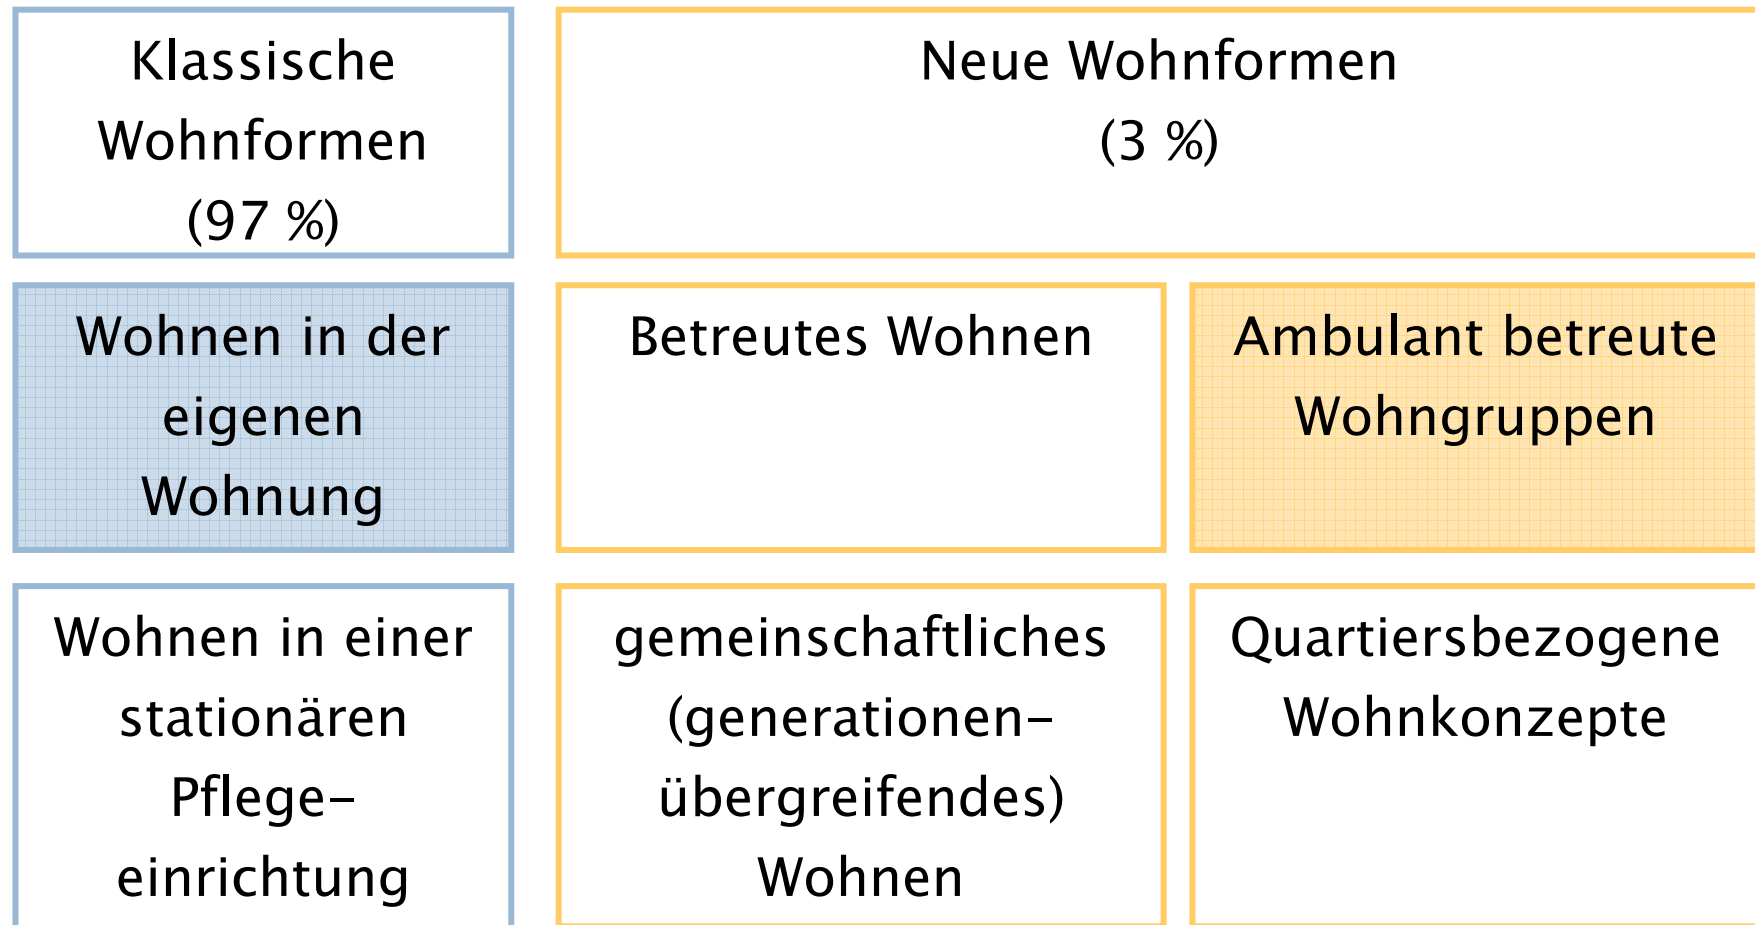 Klassische
Wohnformen
(97 %)
Neue Wohnformen
(3 %)
Wohnen in der
eigenen
Wohnung
Betreutes Wohnen
Ambulant betreute
Wohngruppen
Wohnen in einer
stationären
Pflege–
einrichtung
gemeinschaftliches
(generationen–
übergreifendes)
Wohnen
Quartiersbezogene
Wohnkonzepte